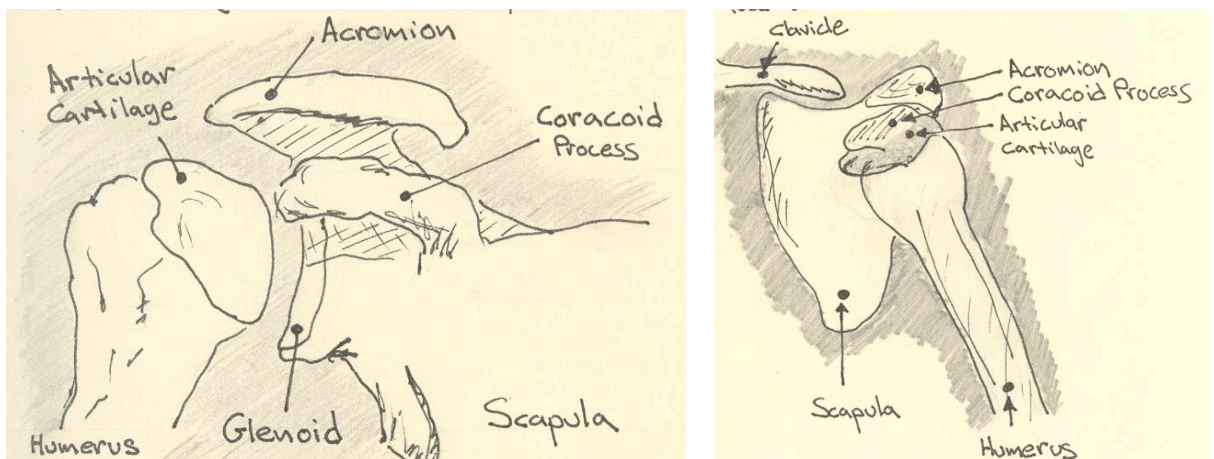 Acromion
Articular
Cartilage
Coracoid
Process
Humerus
Glenoid
Scapula
Clavicle
Acromion
Coracoid Process
Articular
Cartilage
Scapula
Humerus